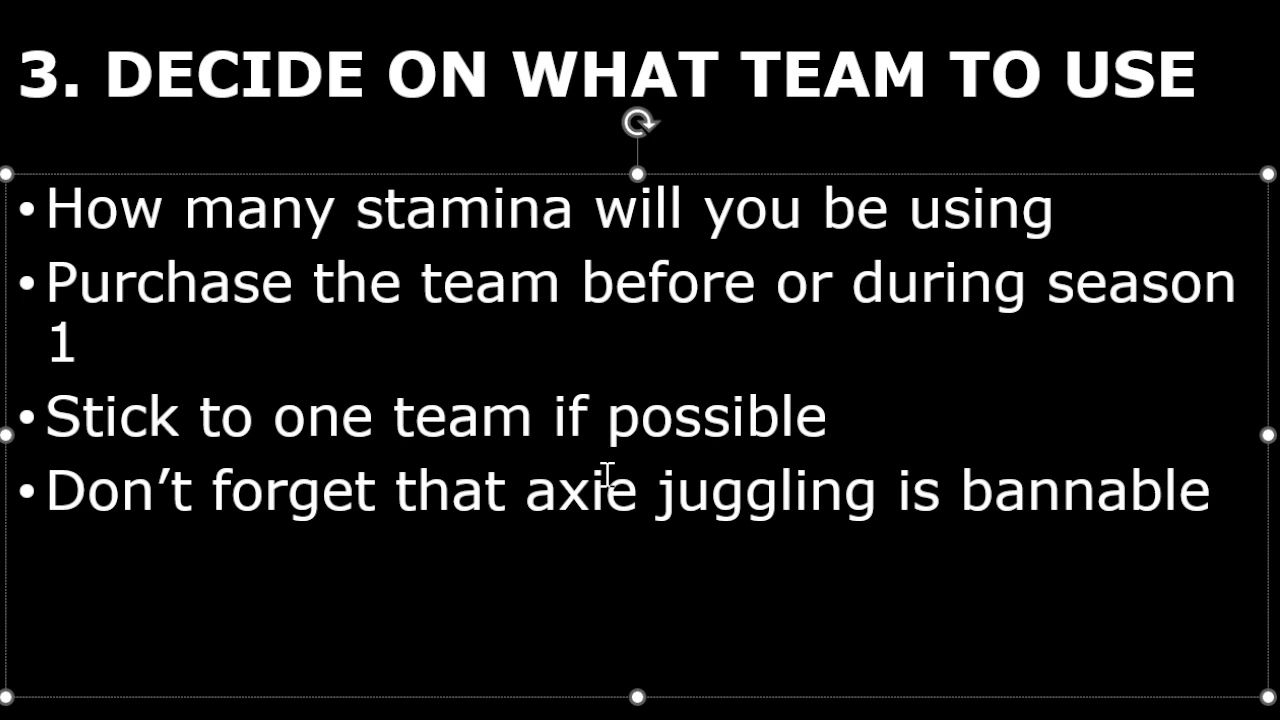 3. DECIDE ON WHAT TEAM TO USE
•How many stamina will you be using
•Purchase the team before or during season
1
•Stick to one team if possible
•Don’t forget that axie juggling is bannable